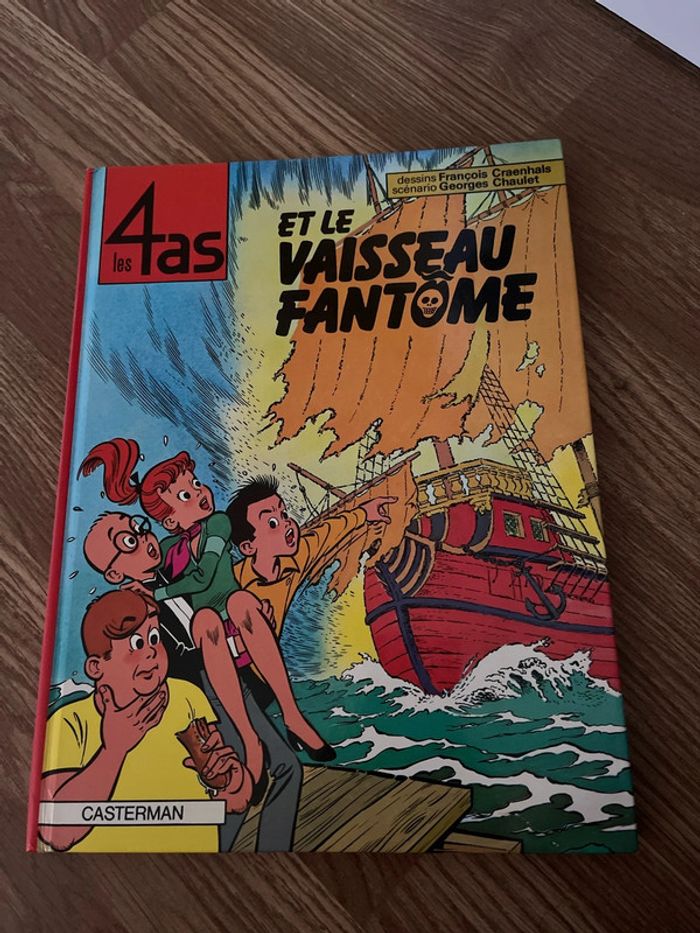 les 4 as
dessins François Craenhals
scénario Georges Chaulet
ET LE
VAISSEAU
FANTÔME
CASTERMAN